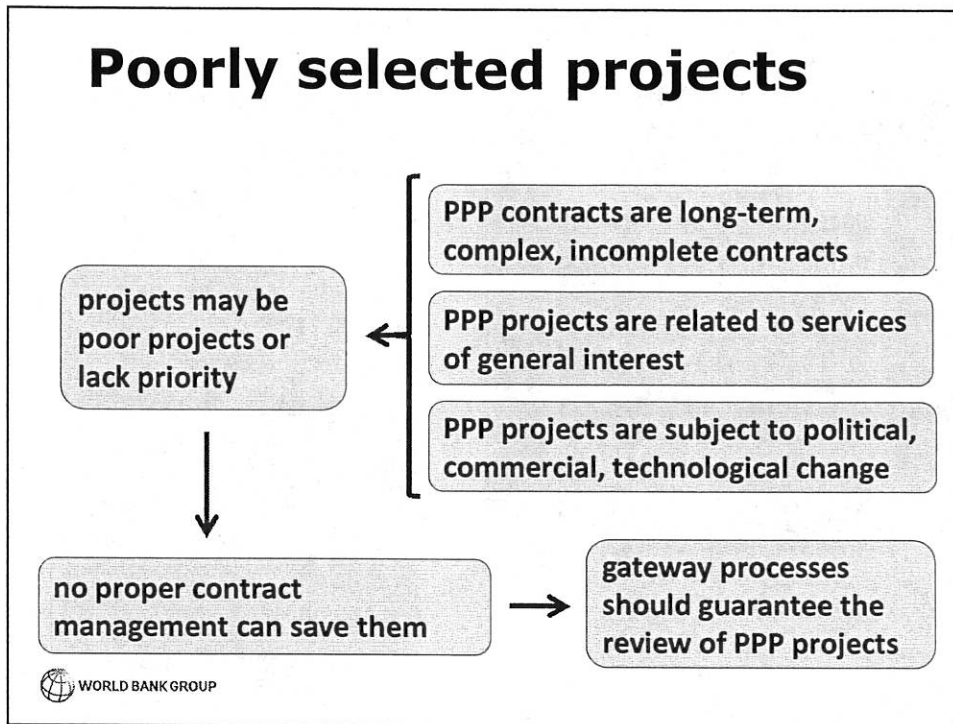 Poorly selected projects
PPP contracts are long-term,
complex, incomplete contracts
projects may be
poor projects or
lack priority
PPP projects are related to services
of general interest
PPP projects are subject to political,
commercial, technological change
no proper contract
management can save them
gateway processes
should guarantee the
review of PPP projects
WORLD BANK GROUP